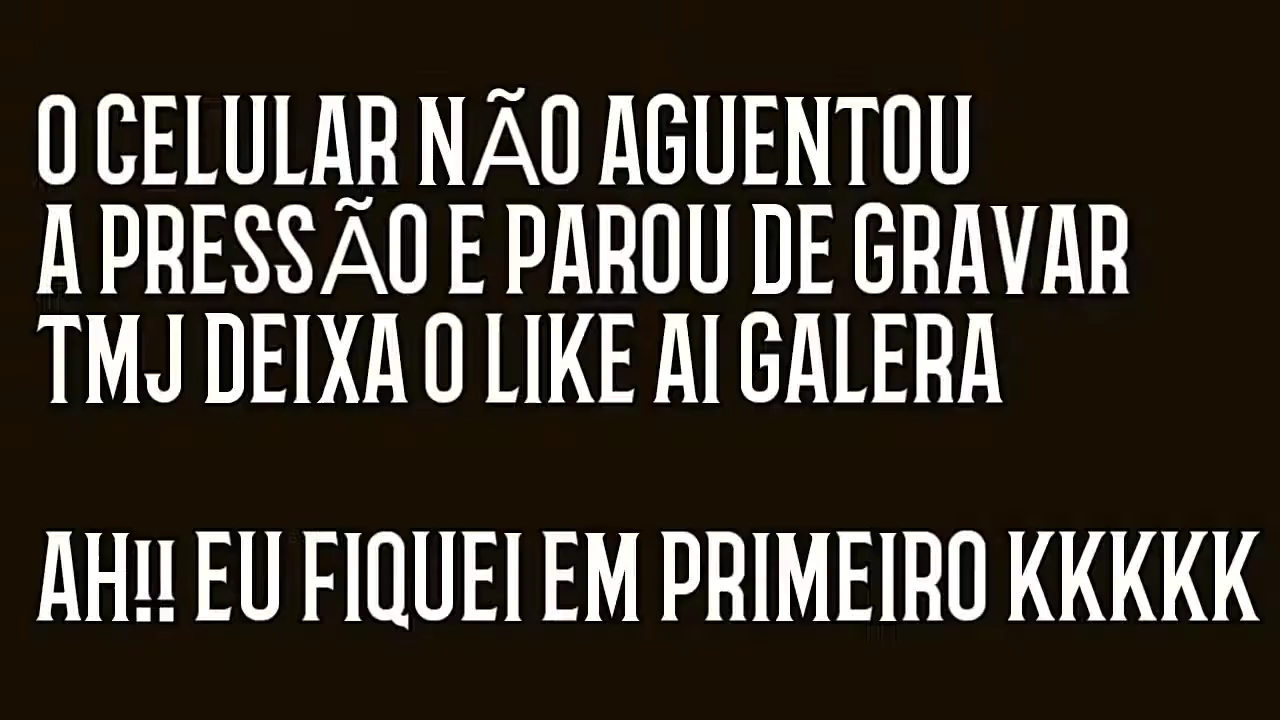 O CELULAR NÃO AGUENTOU
A PRESSÃO E PAROU DE GRAVAR
TMJ DEIXA O LIKE AI GALERA
AH!! EU FIQUEI EM PRIMEIRO KKKKK